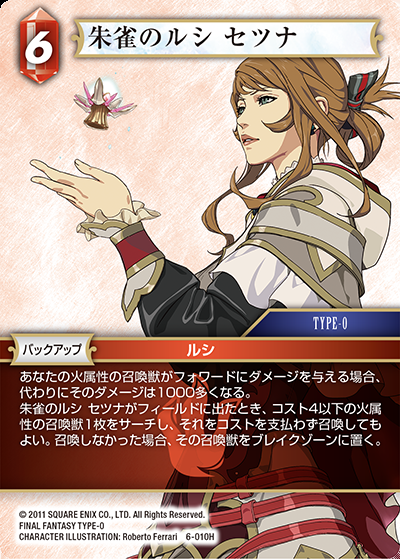 6
朱雀のルシ セツナ
TYPE-0
バックアップ
ルシ
あなたの火属性の召喚獣がフォワードにダメージを与える場合、
代わりにそのダメージは1000多くなる。
朱雀のルシ セツナがフィールドに出たとき、コスト4以下の火属
性の召喚獣1枚をサーチし、それをコストを支払わず召喚しても
よい。召喚しなかった場合、その召喚獣をブレイクゾーンに置く。
© 2011 SQUARE ENIX CO., LTD. All Rights Reserved.
FINAL FANTASY TYPE-0
CHARACTER ILLUSTRATION: Roberto Ferrari 6-010H